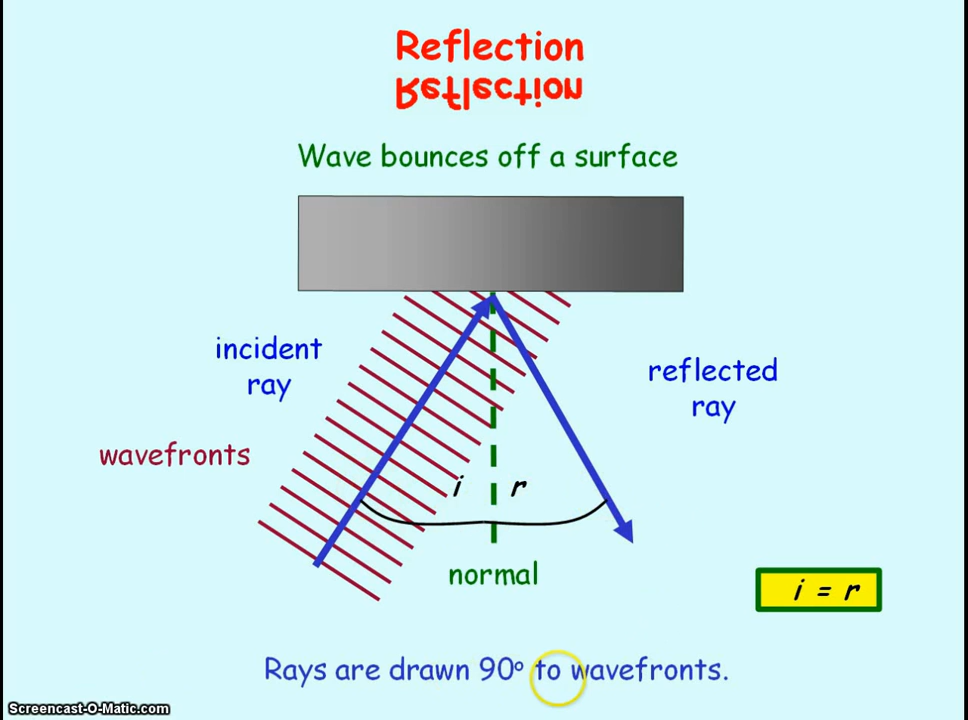 Reflection
Reflection
Wave bounces off a surface
incident
ray
reflected
ray
wavefronts
i r
normal
i = r
Rays are drawn 90° to wavefronts.
Screencast-O-Matic.com